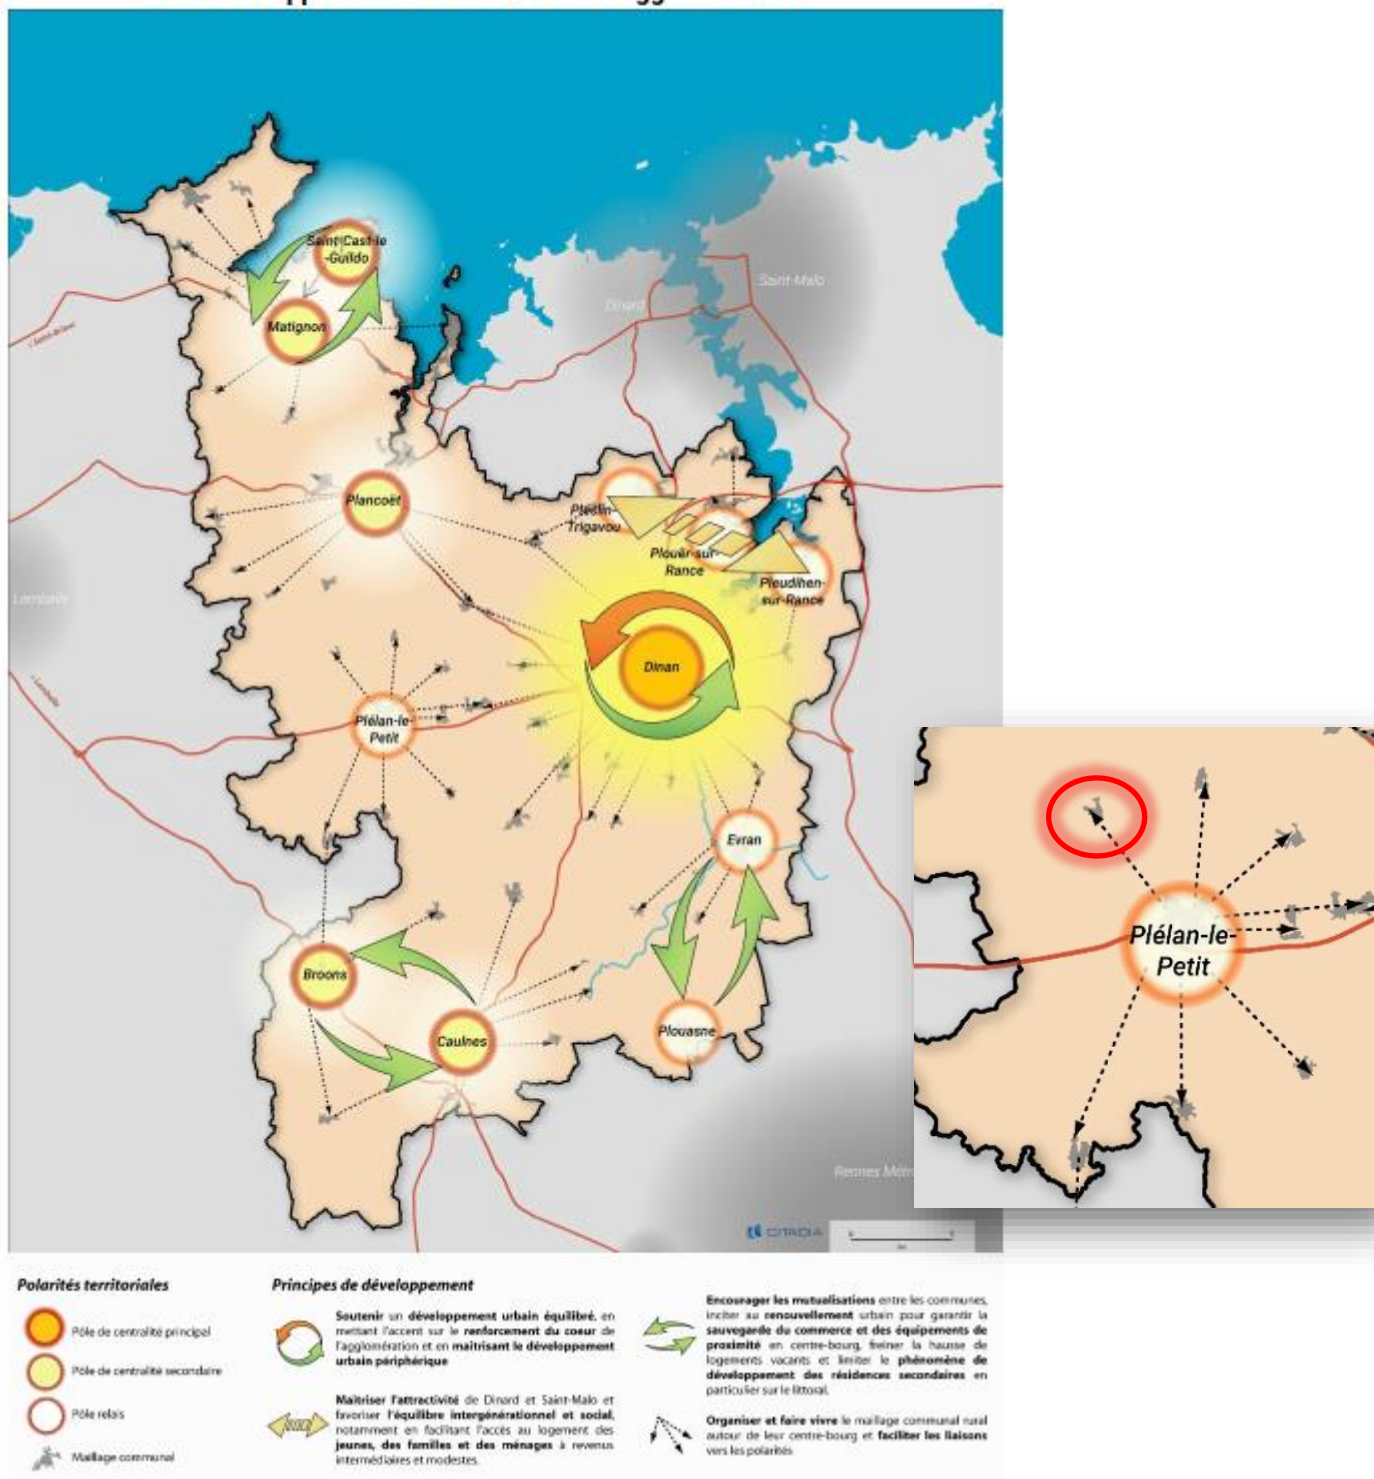 Saint-Cast-le
-Guildo
Matignon
Dinard
Saint-Malo
Plancoët
Pleslin-
Trigavou
Plouër-sur-
Rance
Pleudihen-
sur-Rance
Lamballe
Dinan
Plélan-le-
Petit
Evran
Broons
Caulnes
Plouasne
Plélan-le-
Petit
Rennes Métro
CITADIA
Polarités territoriales
Pôle de centralité principal
Pôle de centralité secondaire
Pôle relais
Maillage communal
Principes de développement
Soutenir un développement urbain équilibré, en
mettant l'accent sur le renforcement du coeur de
l'agglomération et en maîtrisant le développement
urbain périphérique
Maîtriser l'attractivité de Dinard et Saint-Malo et
favoriser l'équilibre intergénérationnel et social,
notamment en facilitant l'accès au logement des
jeunes, des familles et des ménages à revenus
intermédiaires et modestes.
Encourager les mutualisations entre les communes,
inciter au renouvellement urbain pour garantir la
sauvegarde du commerce et des équipements de
proximité en centre-bourg, freiner la hausse de
logements vacants et limiter le phénomène de
développement des résidences secondaires en
particulier sur le littoral.
Organiser et faire vivre le maillage communal rural
autour de leur centre-bourg et faciliter les liaisons
vers les polarités